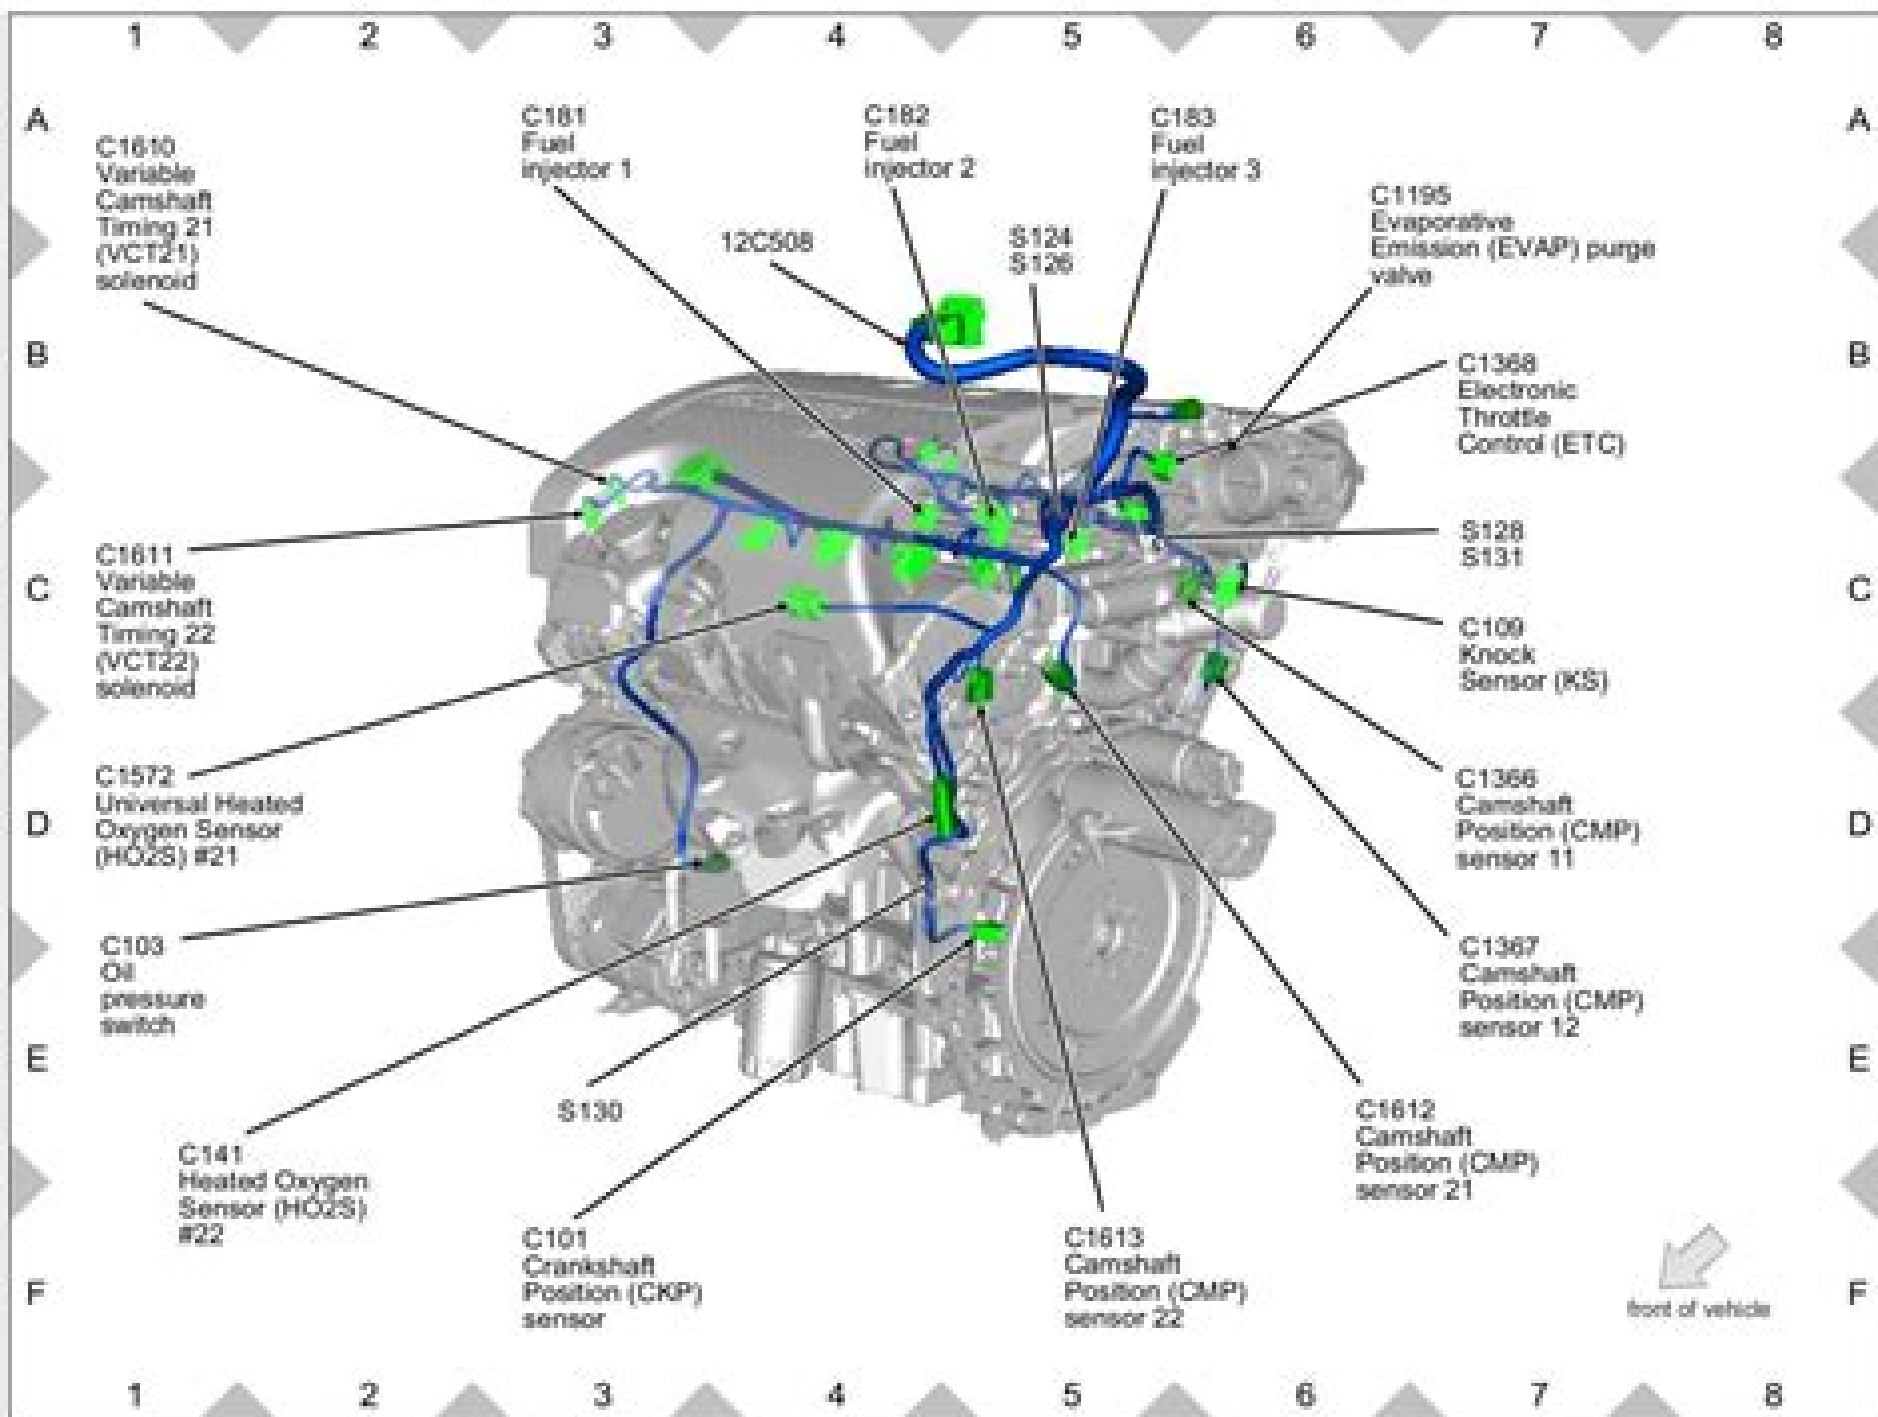 1 2 3 4 5 6 7 8
A A
C1610
Variable
Camshaft
Timing 21
(VCT21)
solenoid
C181
Fuel
injector 1
C182
Fuel
injector 2
C183
Fuel
injector 3
12C508
S124
S126
C1195
Evaporative
Emission (EVAP) purge
valve
B B
C1368
Electronic
Throttle
Control (ETC)
C1611
Variable
Camshaft
Timing 22
(VCT22)
solenoid
S128
S131
C C
C109
Knock
Sensor (KS)
C1572
Universal Heated
Oxygen Sensor
(HO2S) #21
C1366
Camshaft
Position (CMP)
sensor 11
D D
C103
Oil
pressure
switch
C1367
Camshaft
Position (CMP)
sensor 12
E E
S130
C1612
Camshaft
Position (CMP)
sensor 21
C141
Heated Oxygen
Sensor (HO2S)
#22
C101
Crankshaft
Position (CKP)
sensor
C1613
Camshaft
Position (CMP)
sensor 22
F F
front of vehicle
1 2 3 4 5 6 7 8